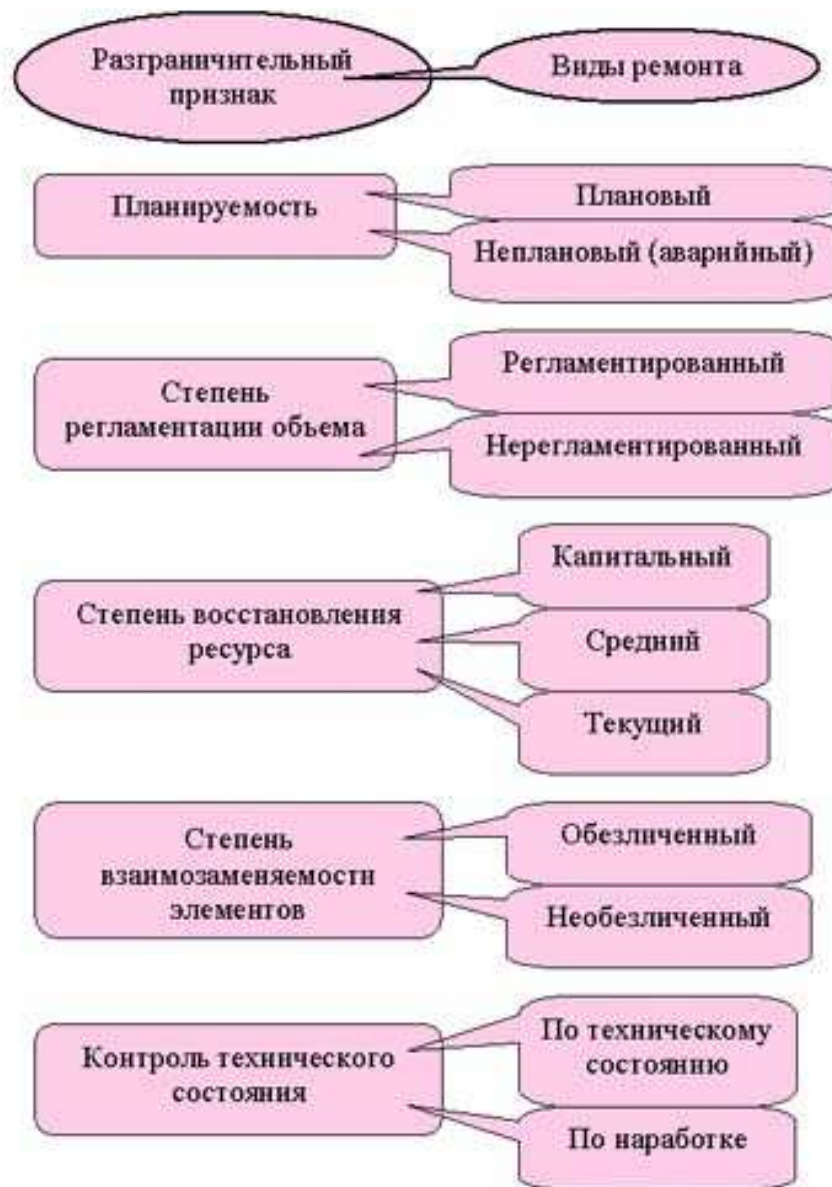 Разграничительный
признак
Виды ремонта
Планируемость
Плановый
Неплановый (аварийный)
Степень
регламентации объема
Регламентированный
Нерегламентированный
Степень восстановления
ресурса
Капитальный
Средний
Текущий
Степень
взаимозаменяемости
элементов
Обезличенный
Необезличенный
Контроль технического
состояния
По техническому
состоянию
По наработке